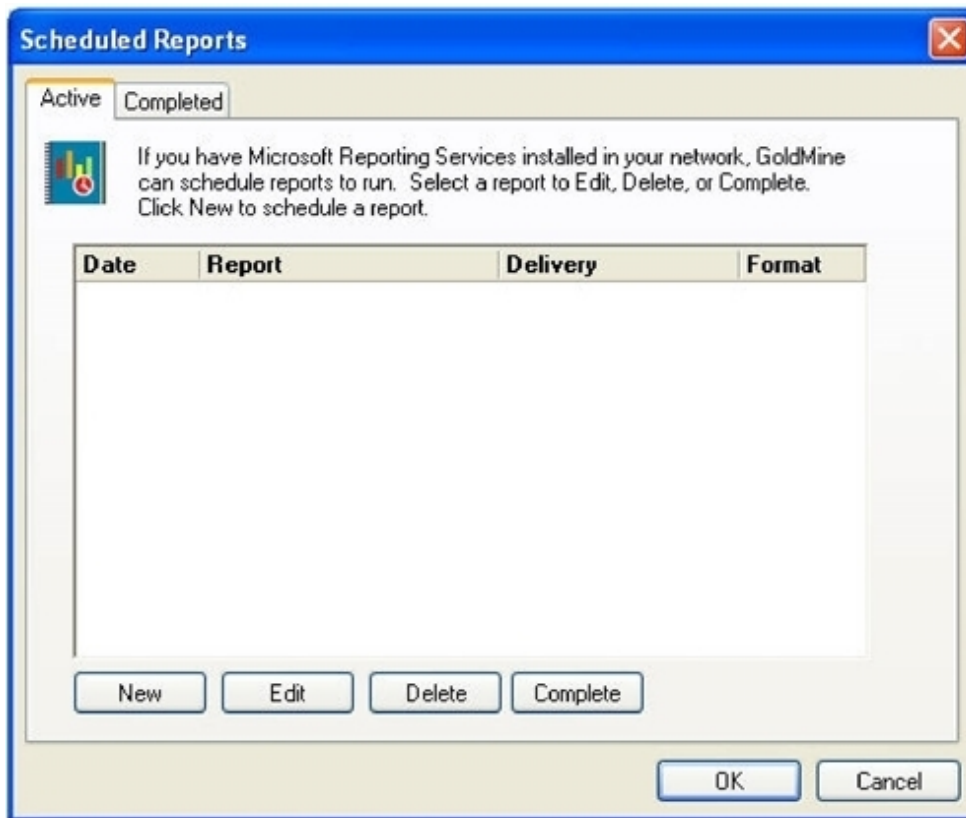 Scheduled Reports
Active Completed
If you have Microsoft Reporting Services installed in your network, GoldMine
can schedule reports to run. Select a report to Edit, Delete, or Complete.
Click New to schedule a report.
Date Report Delivery Format
New Edit Delete Complete
OK Cancel